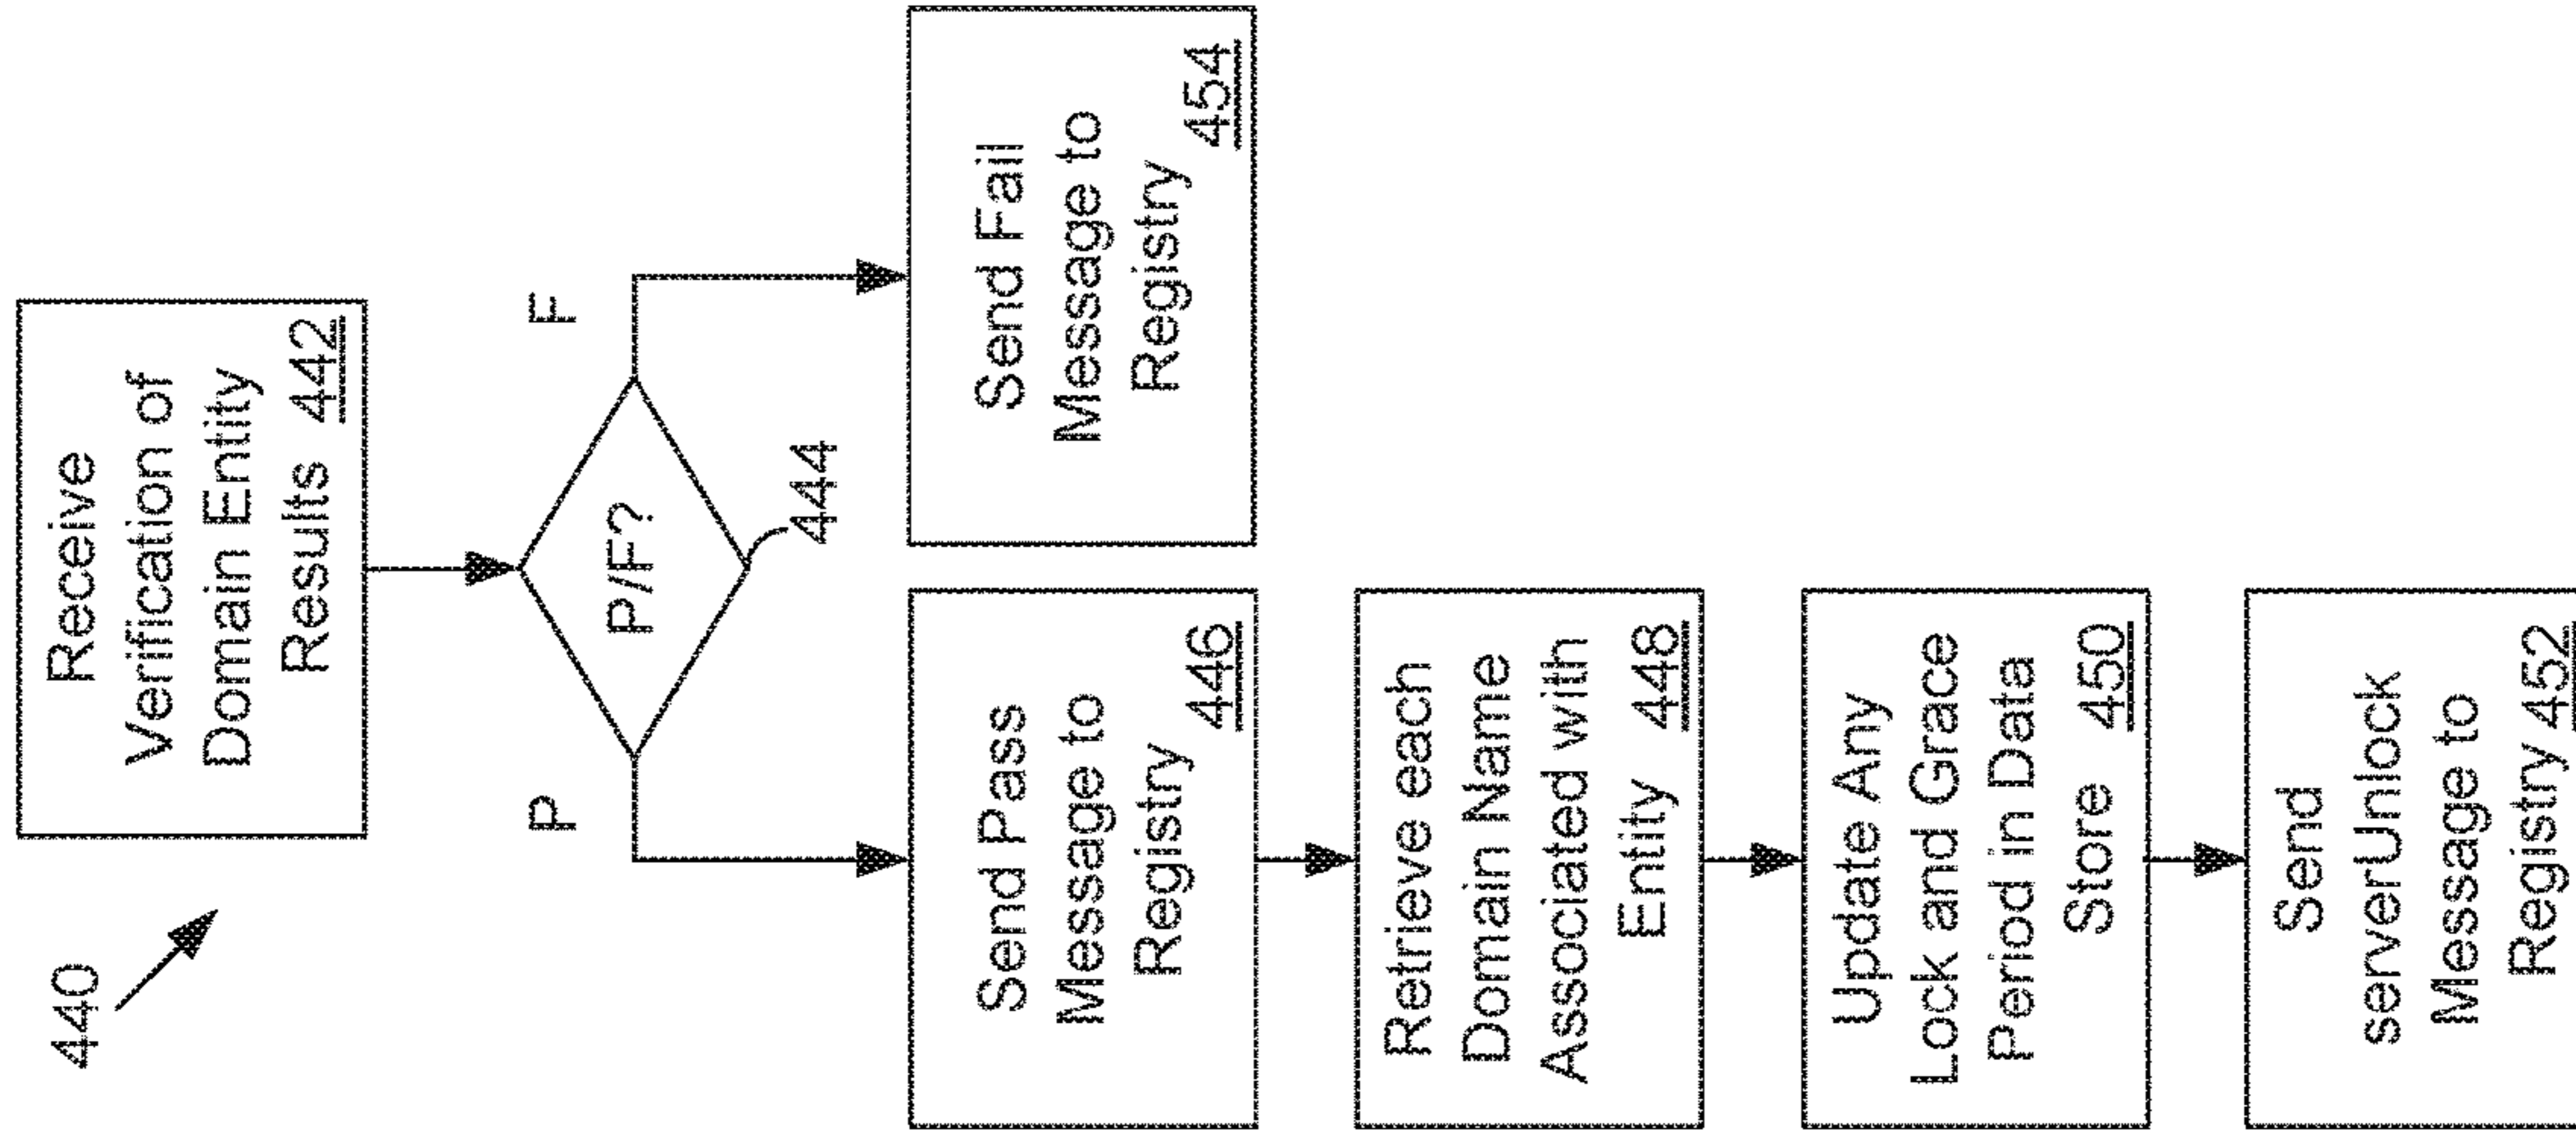 440
Receive
Verification of
Domain Entity
Results 442
P/F?
444
P
F
Send Pass
Message to
Registry
446
Send Fail
Message to
Registry
454
Retrieve each
Domain Name
Associated with
Entity 448
Update Any
Lock and Grace
Period in Data
Store 450
Send
serverUnlock
Message to
Registry 452